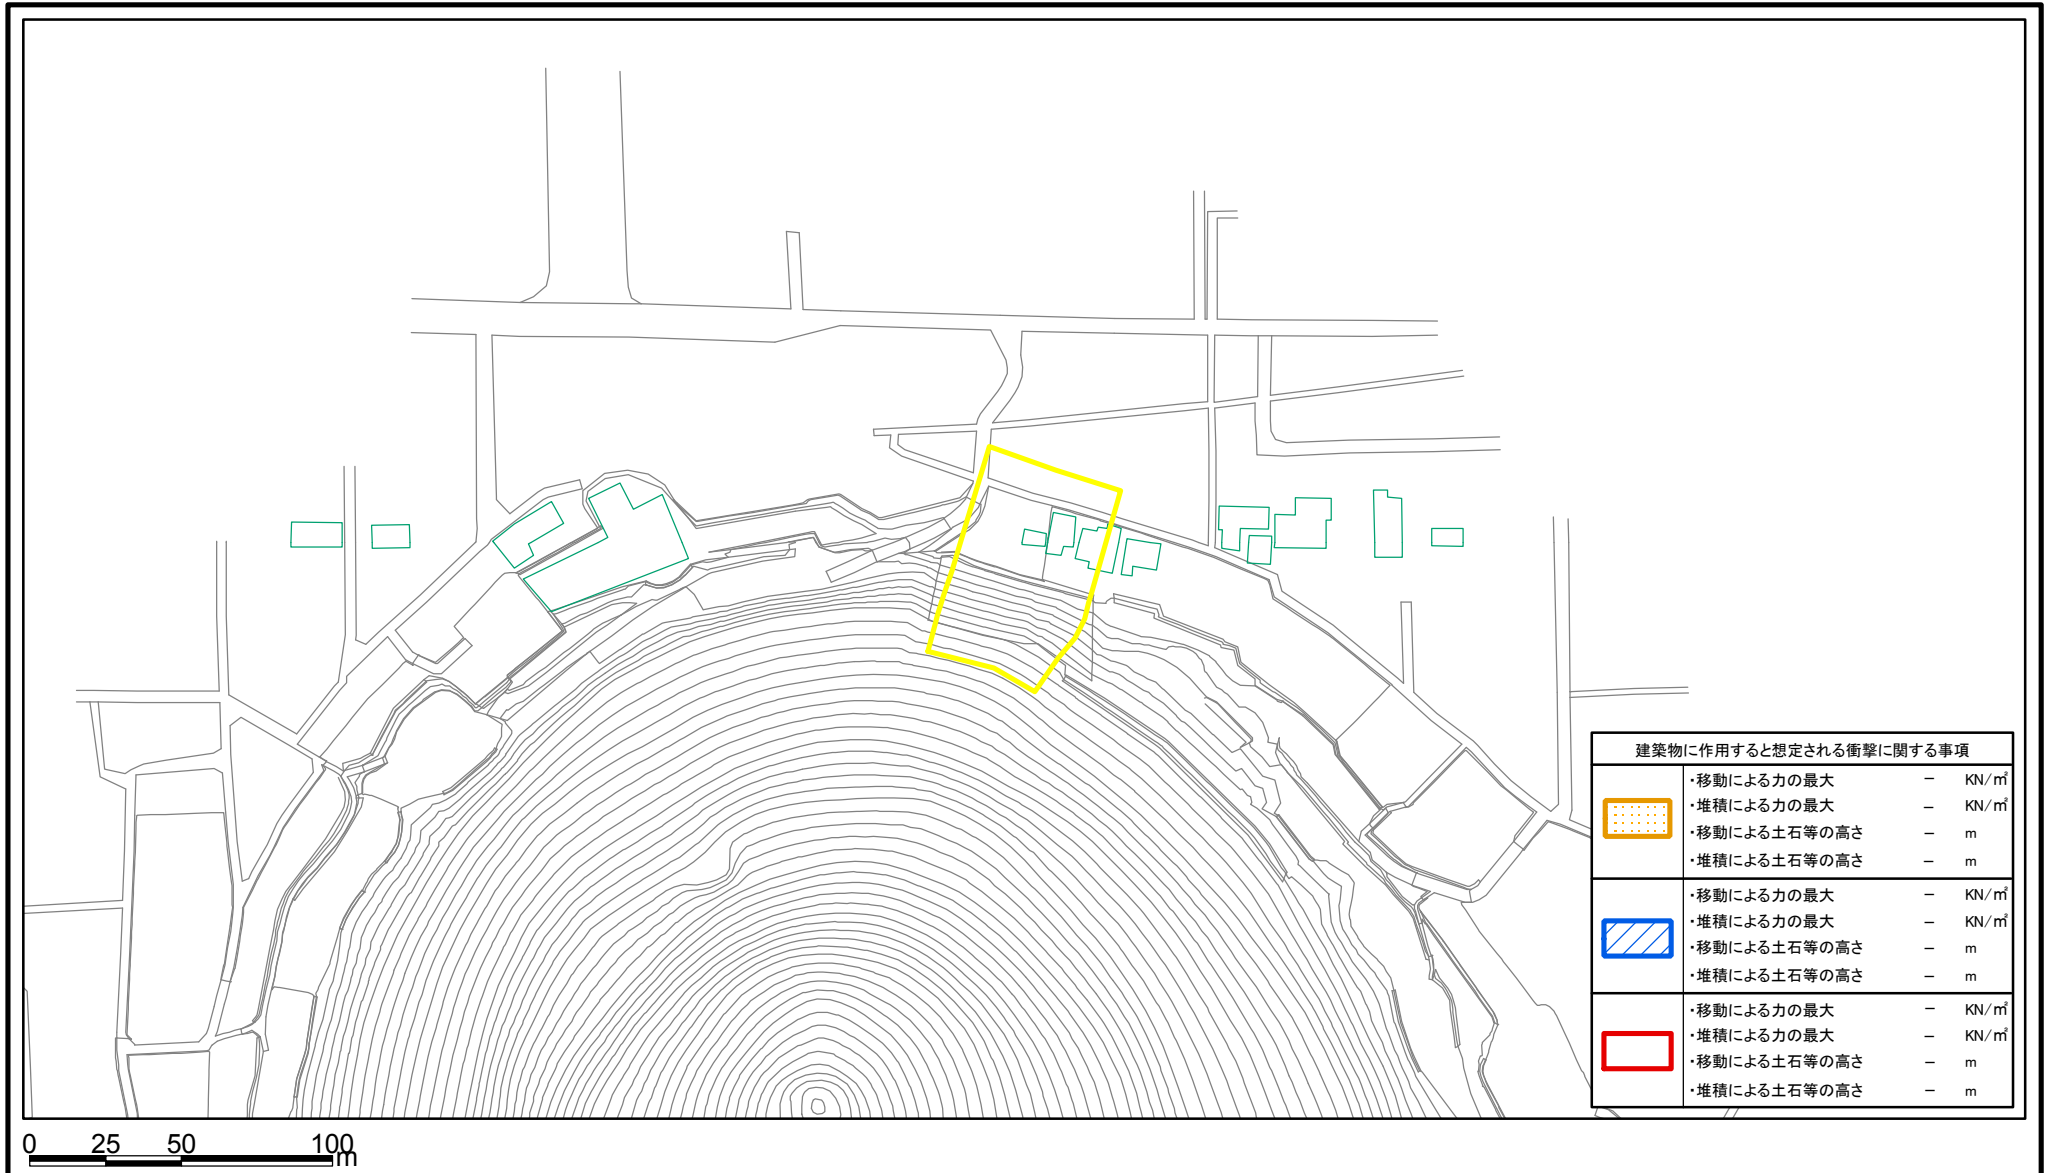 建築物に作用すると想定される衝撃に関する事項
・移動による力の最大 － KN/㎡
・堆積による力の最大 － KN/㎡
・移動による土石等の高さ － m
・堆積による土石等の高さ － m
・移動による力の最大 － KN/㎡
・堆積による力の最大 － KN/㎡
・移動による土石等の高さ － m
・堆積による土石等の高さ － m
・移動による力の最大 － KN/㎡
・堆積による力の最大 － KN/㎡
・移動による土石等の高さ － m
・堆積による土石等の高さ － m
0 25 50 100
m